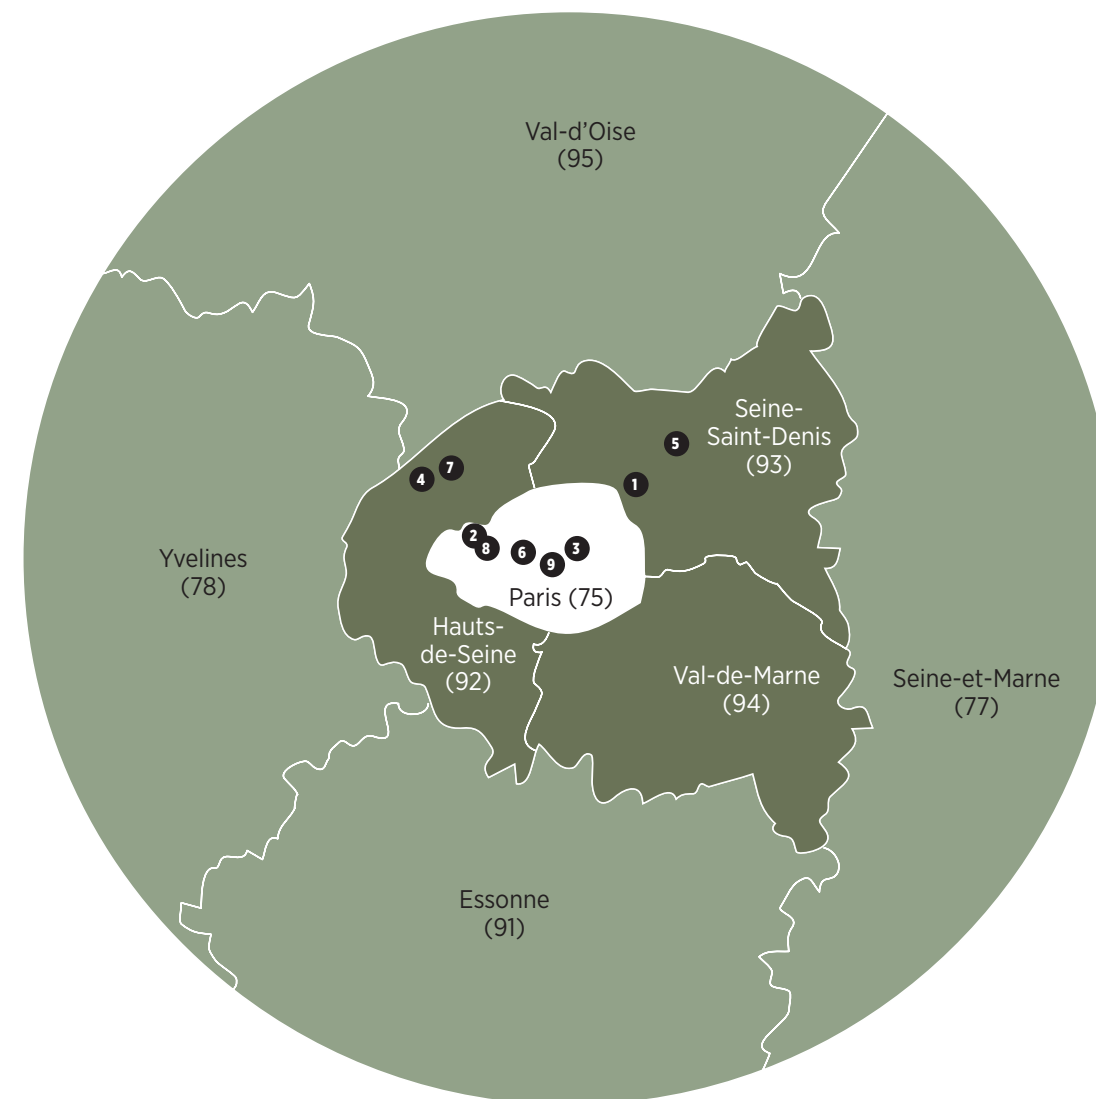 Val-d’Oise
(95)
Seine-
Saint-Denis
(93)
5
7
4
1
2
8
6
3
9
Yvelines
(78)
Paris (75)
Hauts-
de-Seine
(92)
Val-de-Marne
(94)
Seine-et-Marne
(77)
Essonne
(91)